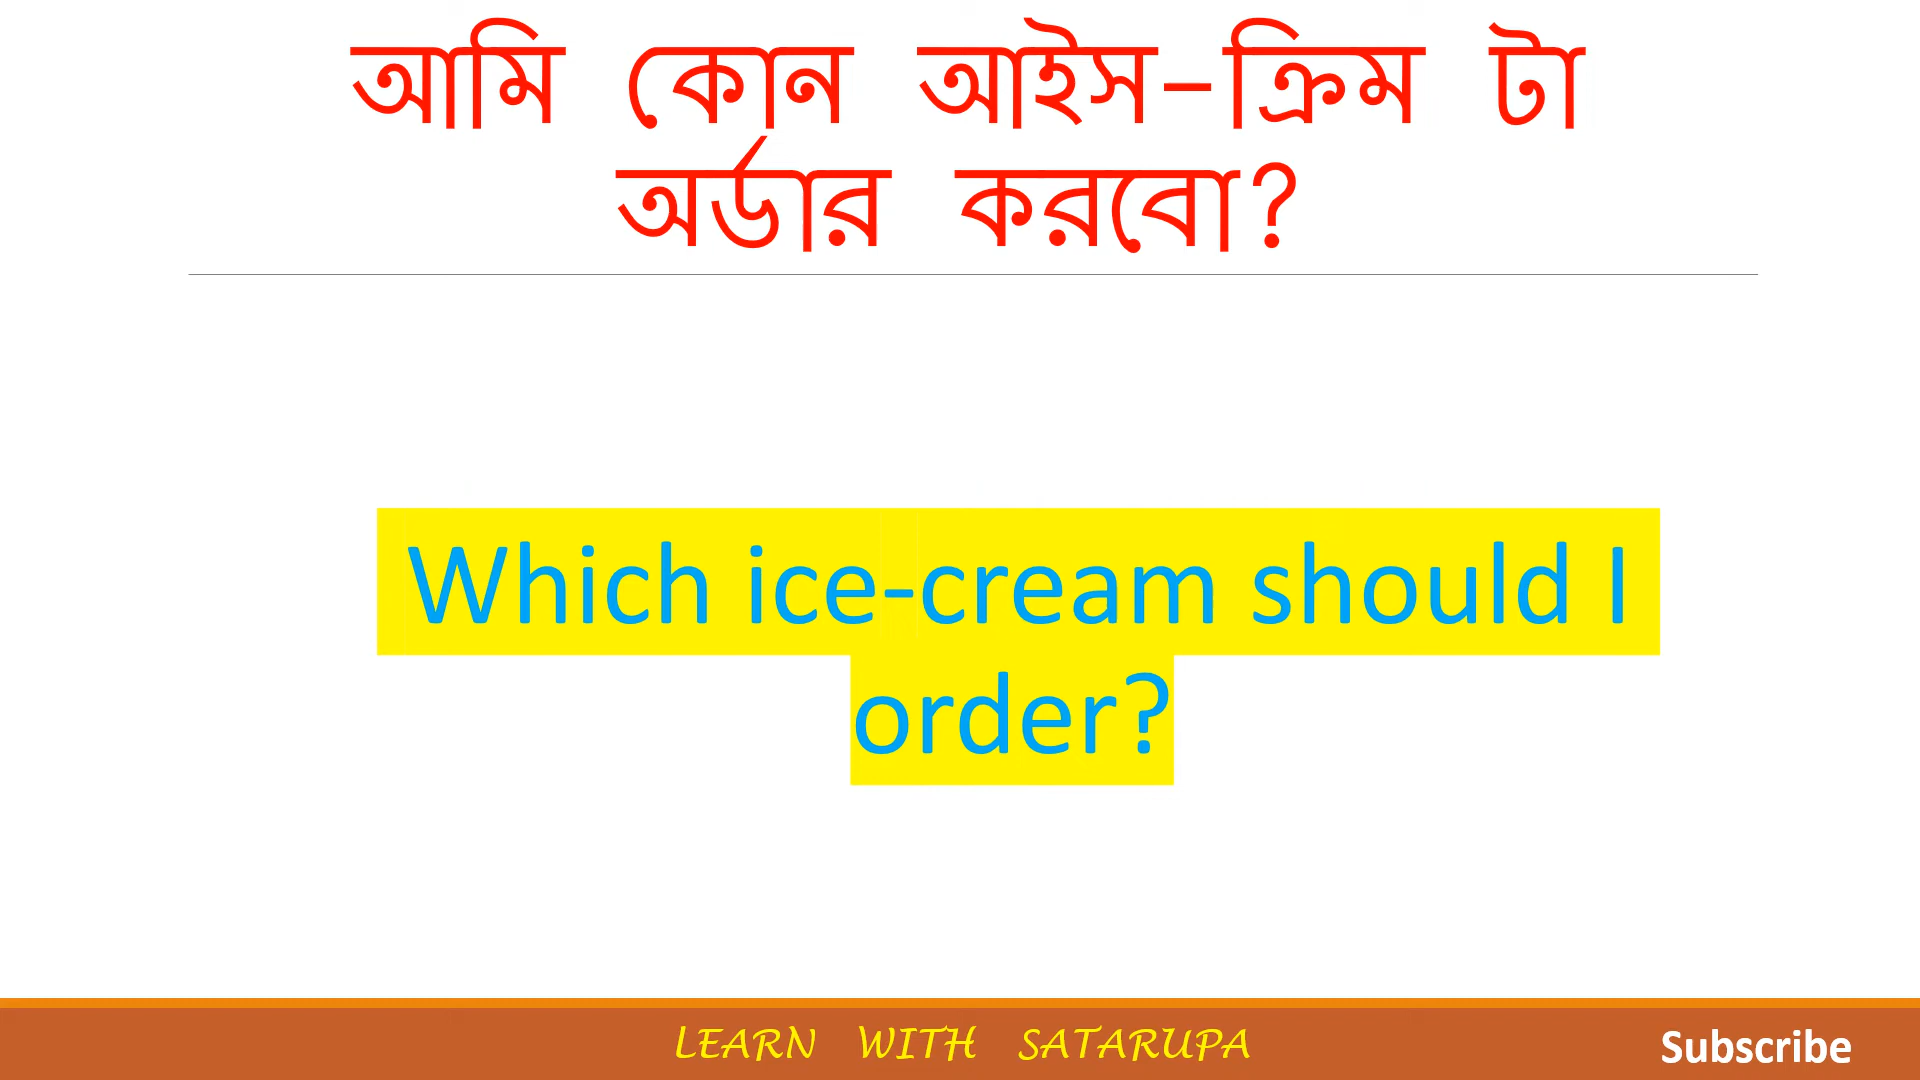 আমি কোন আইস-ক্রিম টা
অর্ডার করবো?
Which ice-cream should I
order?
LEARN WITH SATARUPA
Subscribe